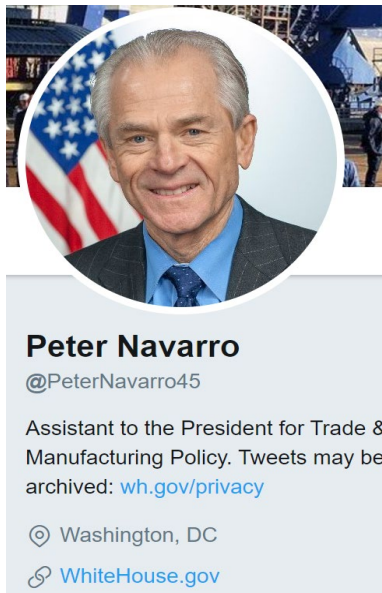 Peter Navarro
@PeterNavarro45
Assistant to the President for Trade &
Manufacturing Policy. Tweets may be
archived: wh.gov/privacy
Washington, DC
WhiteHouse.gov